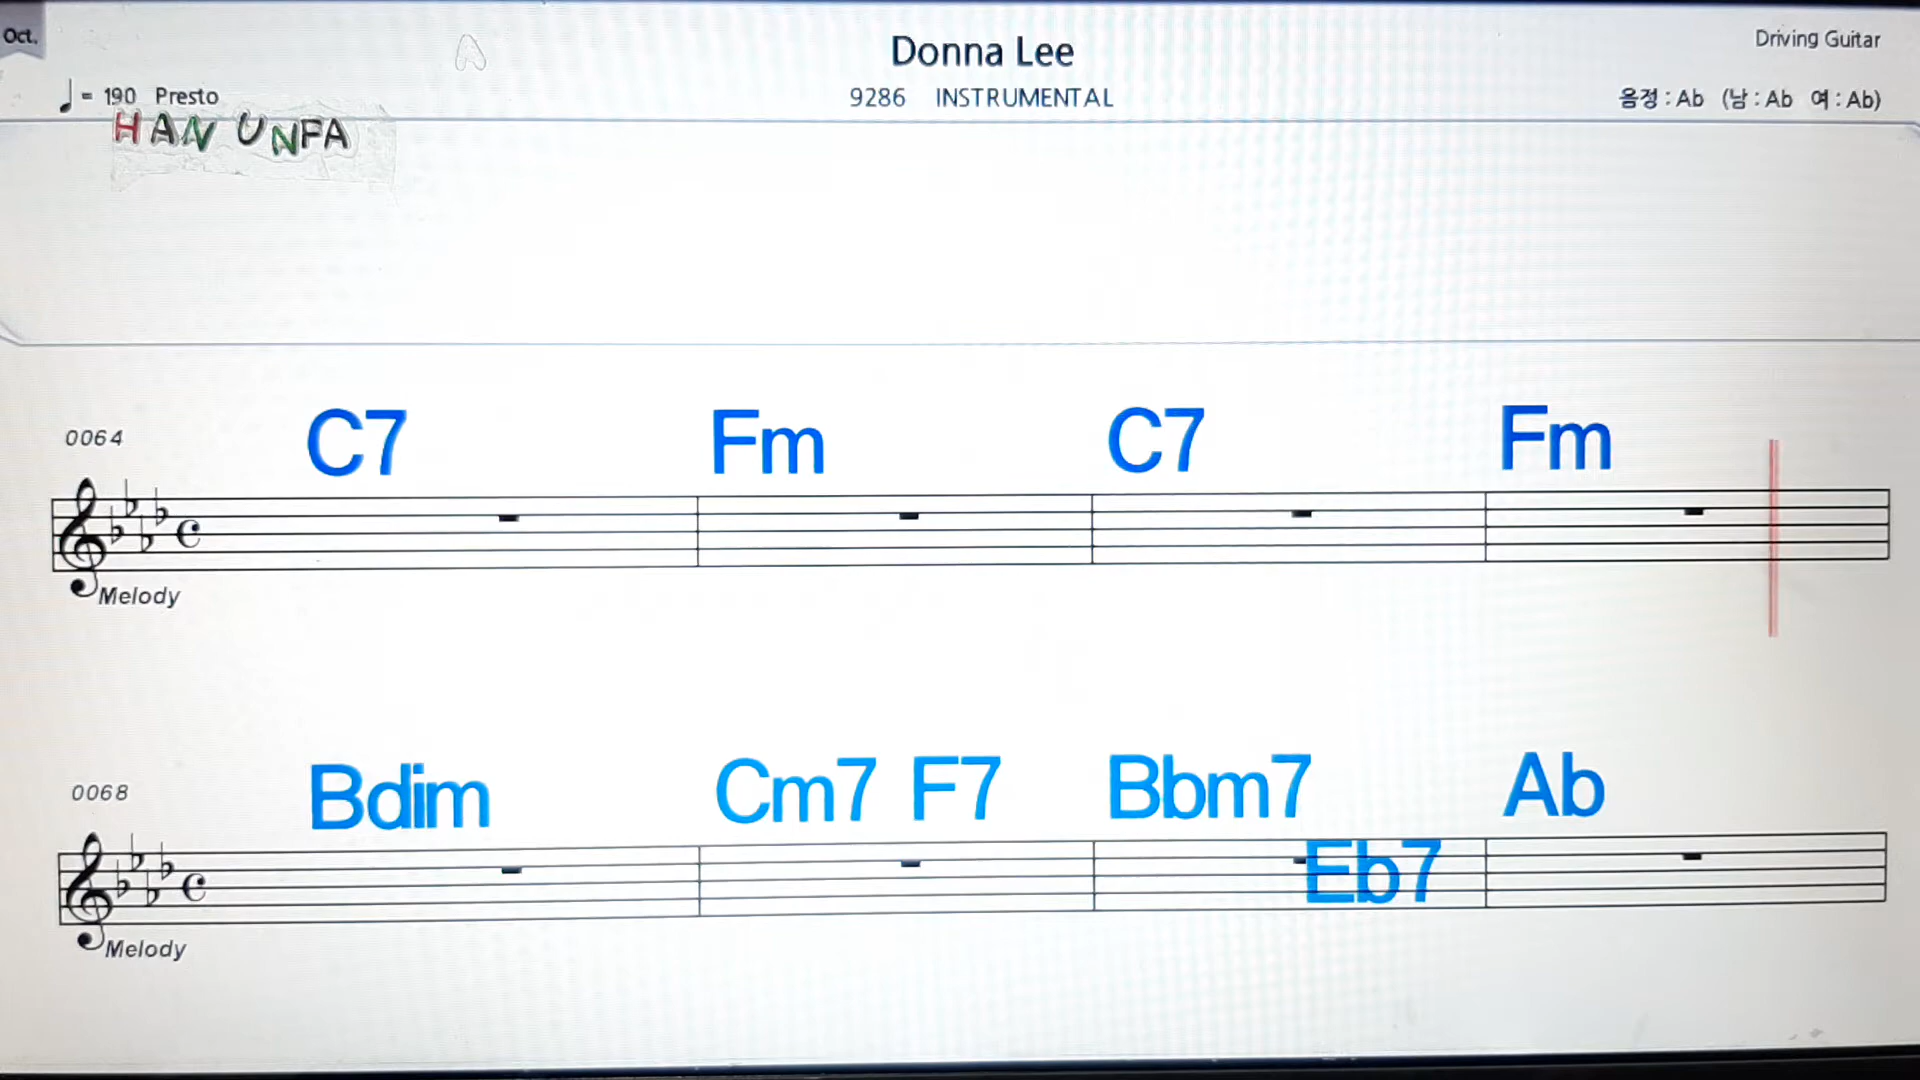 Oct.
Donna Lee
Driving Guitar
♩ = 190 Presto
9286 INSTRUMENTAL
음정 : Ab (남 : Ab 여 : Ab)
HAN UNFA
0064
C7 Fm C7 Fm
Melody
0068
Bdim Cm7 F7 Bbm7 Eb7 Ab
Melody